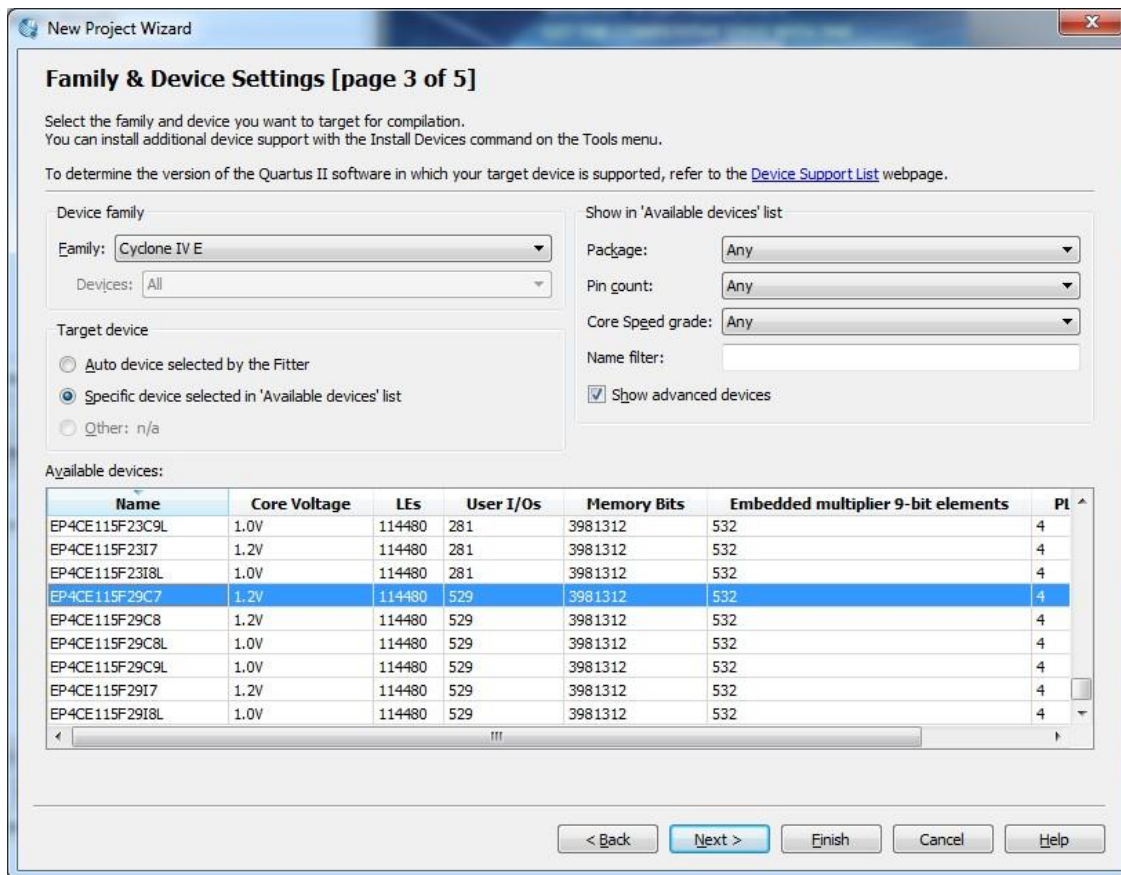 New Project Wizard
Family & Device Settings [page 3 of 5]
Select the family and device you want to target for compilation.
You can install additional device support with the Install Devices command on the Tools menu.
To determine the version of the Quartus II software in which your target device is supported, refer to the Device Support List webpage.
Device family
Family: Cyclone IV E
Devices: All
Target device
Auto device selected by the Fitter
Specific device selected in 'Available devices' list
Other: n/a
Show in 'Available devices' list
Package: Any
Pin count: Any
Core Speed grade: Any
Name filter:
Show advanced devices
Available devices:
Name Core Voltage LEs User I/Os Memory Bits Embedded multiplier 9-bit elements PL
EP4CE115F23C9L 1.0V 114480 281 3981312 532 4
EP4CE115F23I7 1.2V 114480 281 3981312 532 4
EP4CE115F23I8L 1.0V 114480 281 3981312 532 4
EP4CE115F29C7 1.2V 114480 529 3981312 532 4
EP4CE115F29C8 1.2V 114480 529 3981312 532 4
EP4CE115F29C8L 1.0V 114480 529 3981312 532 4
EP4CE115F29C9L 1.0V 114480 529 3981312 532 4
EP4CE115F29I7 1.2V 114480 529 3981312 532 4
EP4CE115F29I8L 1.0V 114480 529 3981312 532 4
< Back Next > Finish Cancel Help